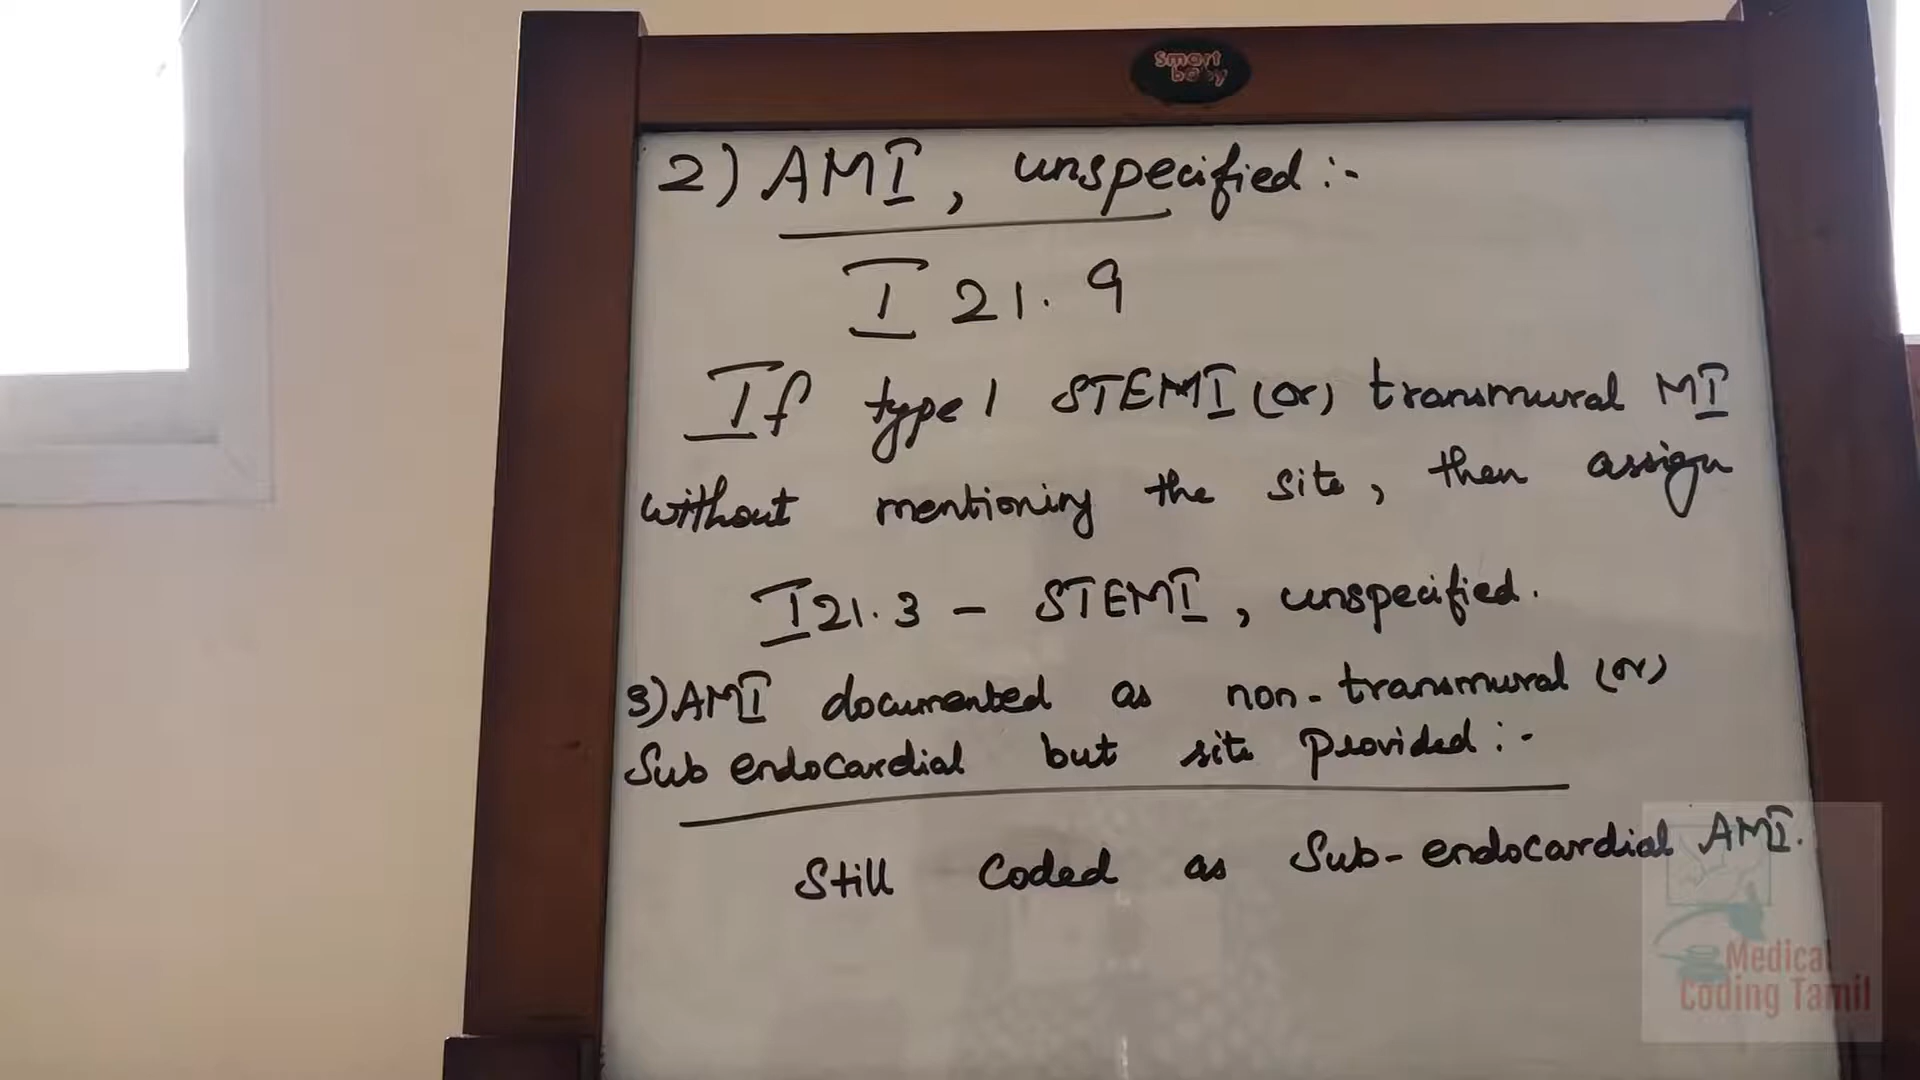 smart
baby
2) AMI, unspecified :-
I 21.9
If type 1 STEMI (or) transmural MI
without mentioning the site, then assign
I21.3 - STEMI, unspecified.
3) AMI documented as non-transmural (or)
Sub endocardial but site provided :-
Still coded as Sub-endocardial AMI.
Medical
Coding Tamil